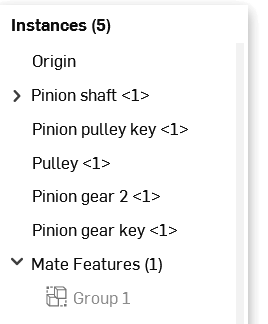 Instances (5)
Origin
Pinion shaft <1>
Pinion pulley key <1>
Pulley <1>
Pinion gear 2 <1>
Pinion gear key <1>
Mate Features (1)
Group 1